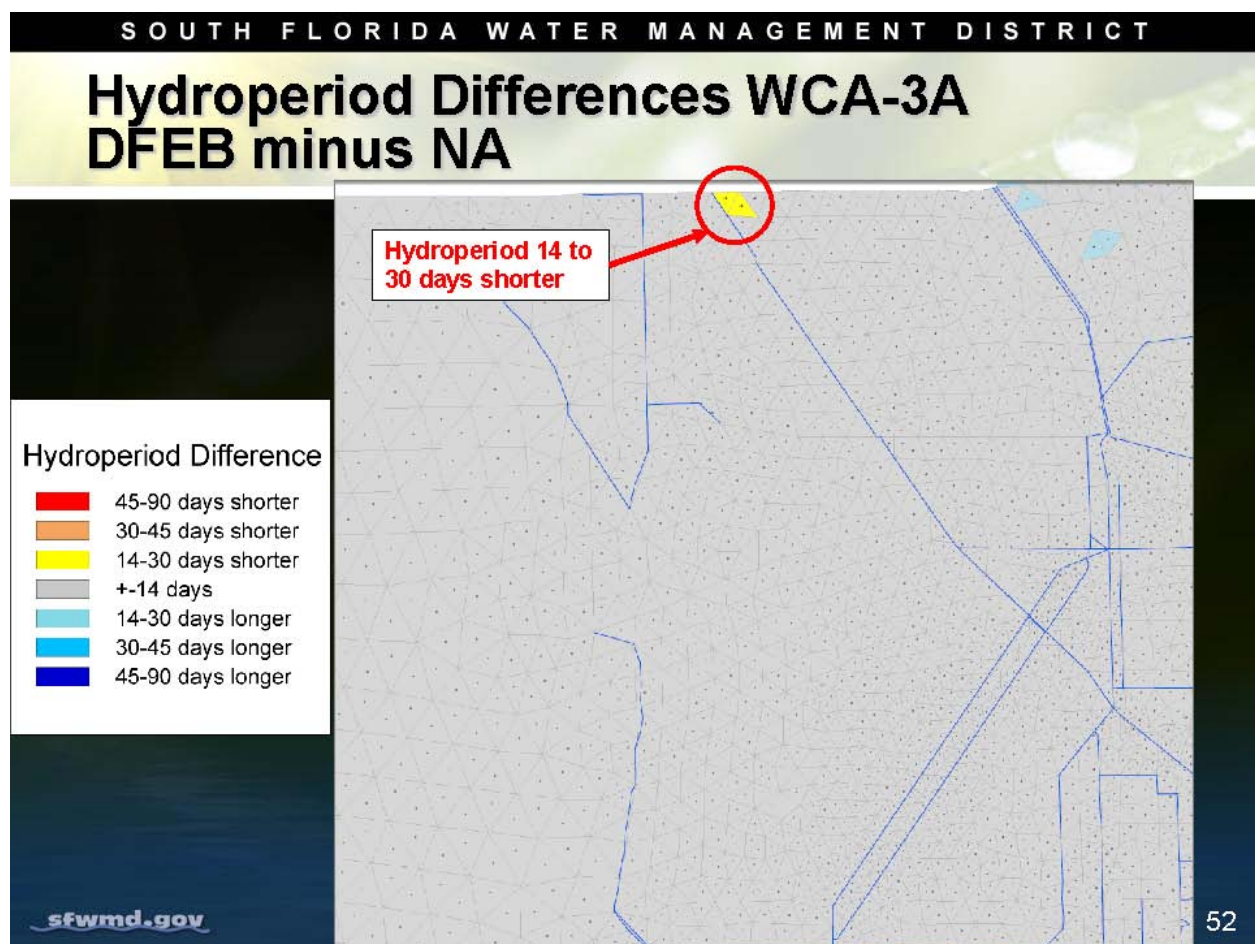 SOUTH FLORIDA WATER MANAGEMENT DISTRICT
Hydroperiod Differences WCA-3A
DFEB minus NA
Hydroperiod 14 to
30 days shorter
Hydroperiod Difference
45-90 days shorter
30-45 days shorter
14-30 days shorter
+-14 days
14-30 days longer
30-45 days longer
45-90 days longer
sfwmd.gov
52